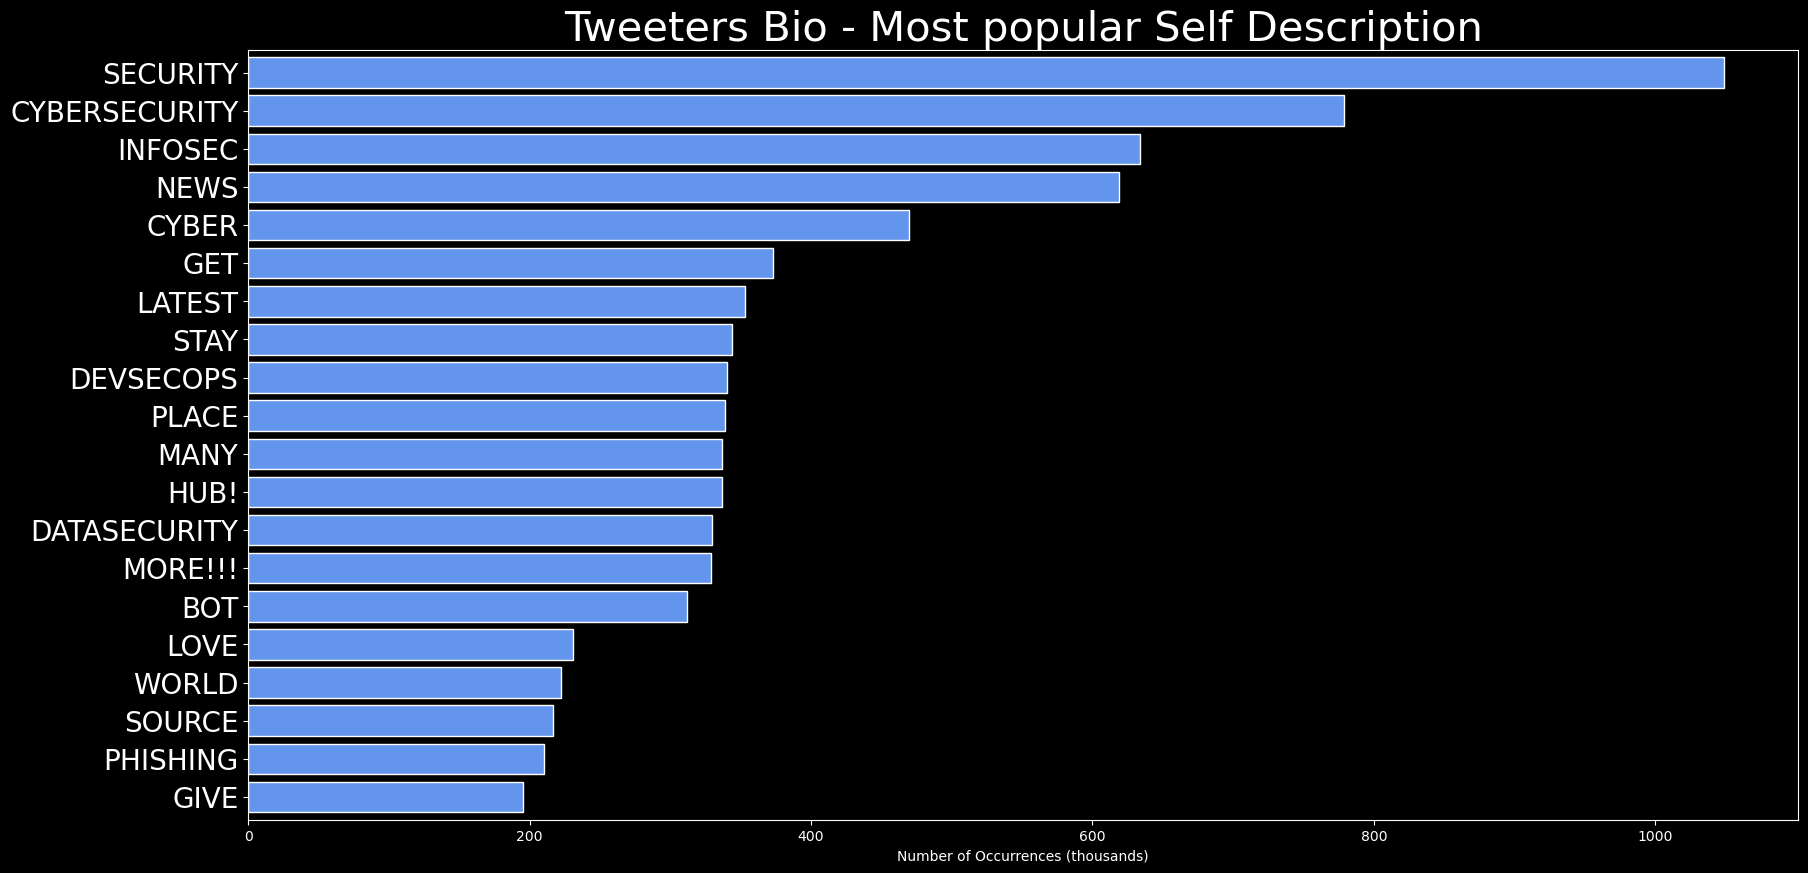 Tweeters Bio - Most popular Self Description
SECURITY
CYBERSECURITY
INFOSEC
NEWS
CYBER
GET
LATEST
STAY
DEVSECOPS
PLACE
MANY
HUB!
DATASECURITY
MORE!!!
BOT
LOVE
WORLD
SOURCE
PHISHING
GIVE
0 200 400 600 800 1000
Number of Occurrences (thousands)